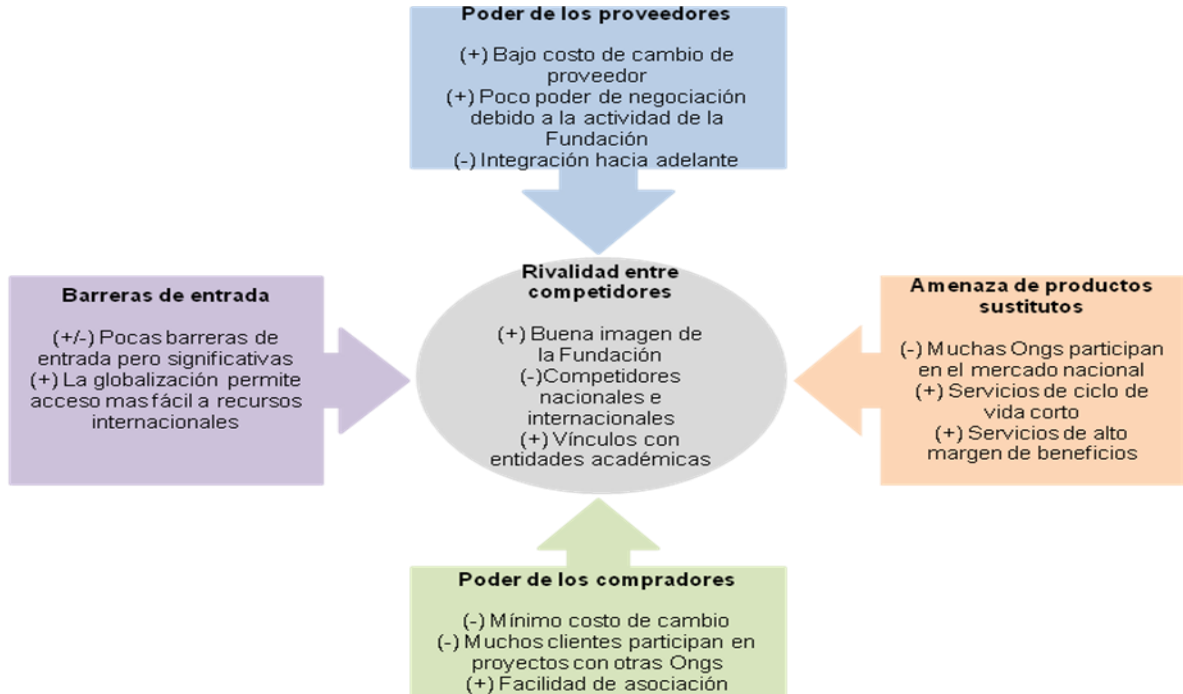 Poder de los proveedores
(+) Bajo costo de cambio de
proveedor
(+) Poco poder de negociación
debido a la actividad de la
Fundación
(-) Integración hacia adelante
Barreras de entrada
(+/-) Pocas barreras de
entrada pero significativas
(+) La globalización permite
acceso mas fácil a recursos
internacionales
Rivalidad entre
competidores
(+) Buena imagen de
la Fundación
(-)Competidores
nacionales e
internacionales
(+) Vínculos con
entidades académicas
Amenaza de productos
sustitutos
(-) Muchas Ongs participan
en el mercado nacional
(+) Servicios de ciclo de
vida corto
(+) Servicios de alto
margen de beneficios
Poder de los compradores
(-) Mínimo costo de cambio
(-) Muchos clientes participan en
proyectos con otras Ongs
(+) Facilidad de asociación